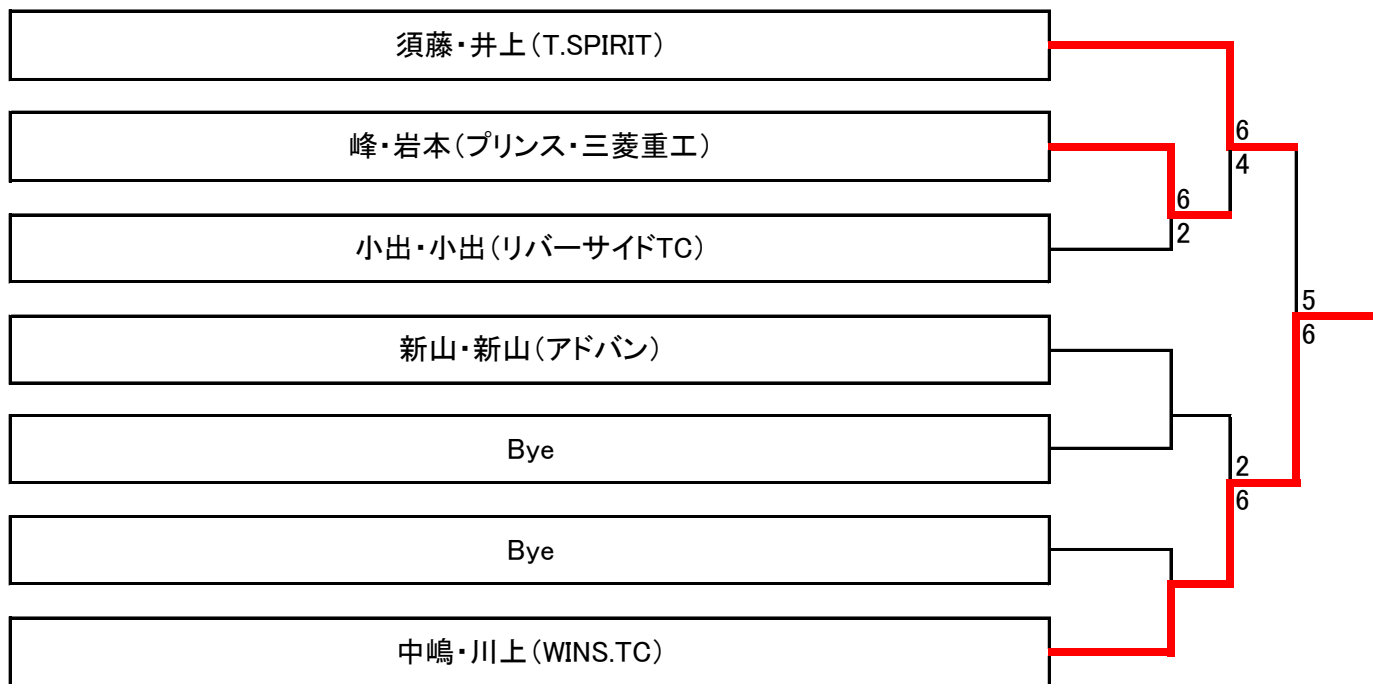 須藤・井上(T.SPIRIT)
峰・岩本(プリンス・三菱重工)
小出・小出(リバーサイドTC)
新山・新山(アドバン)
Bye
Bye
中嶋・川上(WINS.TC)
6
2
6
4
2
6
5
6